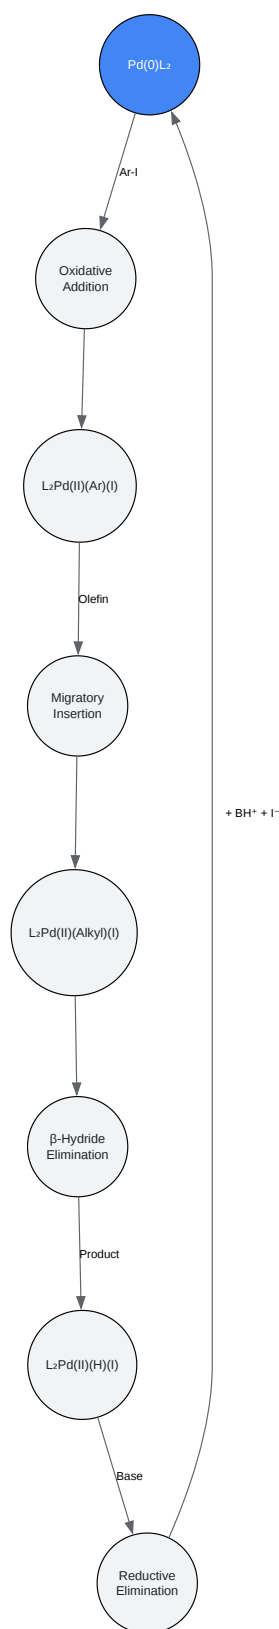 Pd(0)L₂
Ar-I
Oxidative
Addition
L₂Pd(II)(Ar)(I)
Olefin
Migratory
Insertion
+ BH⁺ + I⁻
L₂Pd(II)(Alkyl)(I)
β-Hydride
Elimination
Product
L₂Pd(II)(H)(I)
Base
Reductive
Elimination